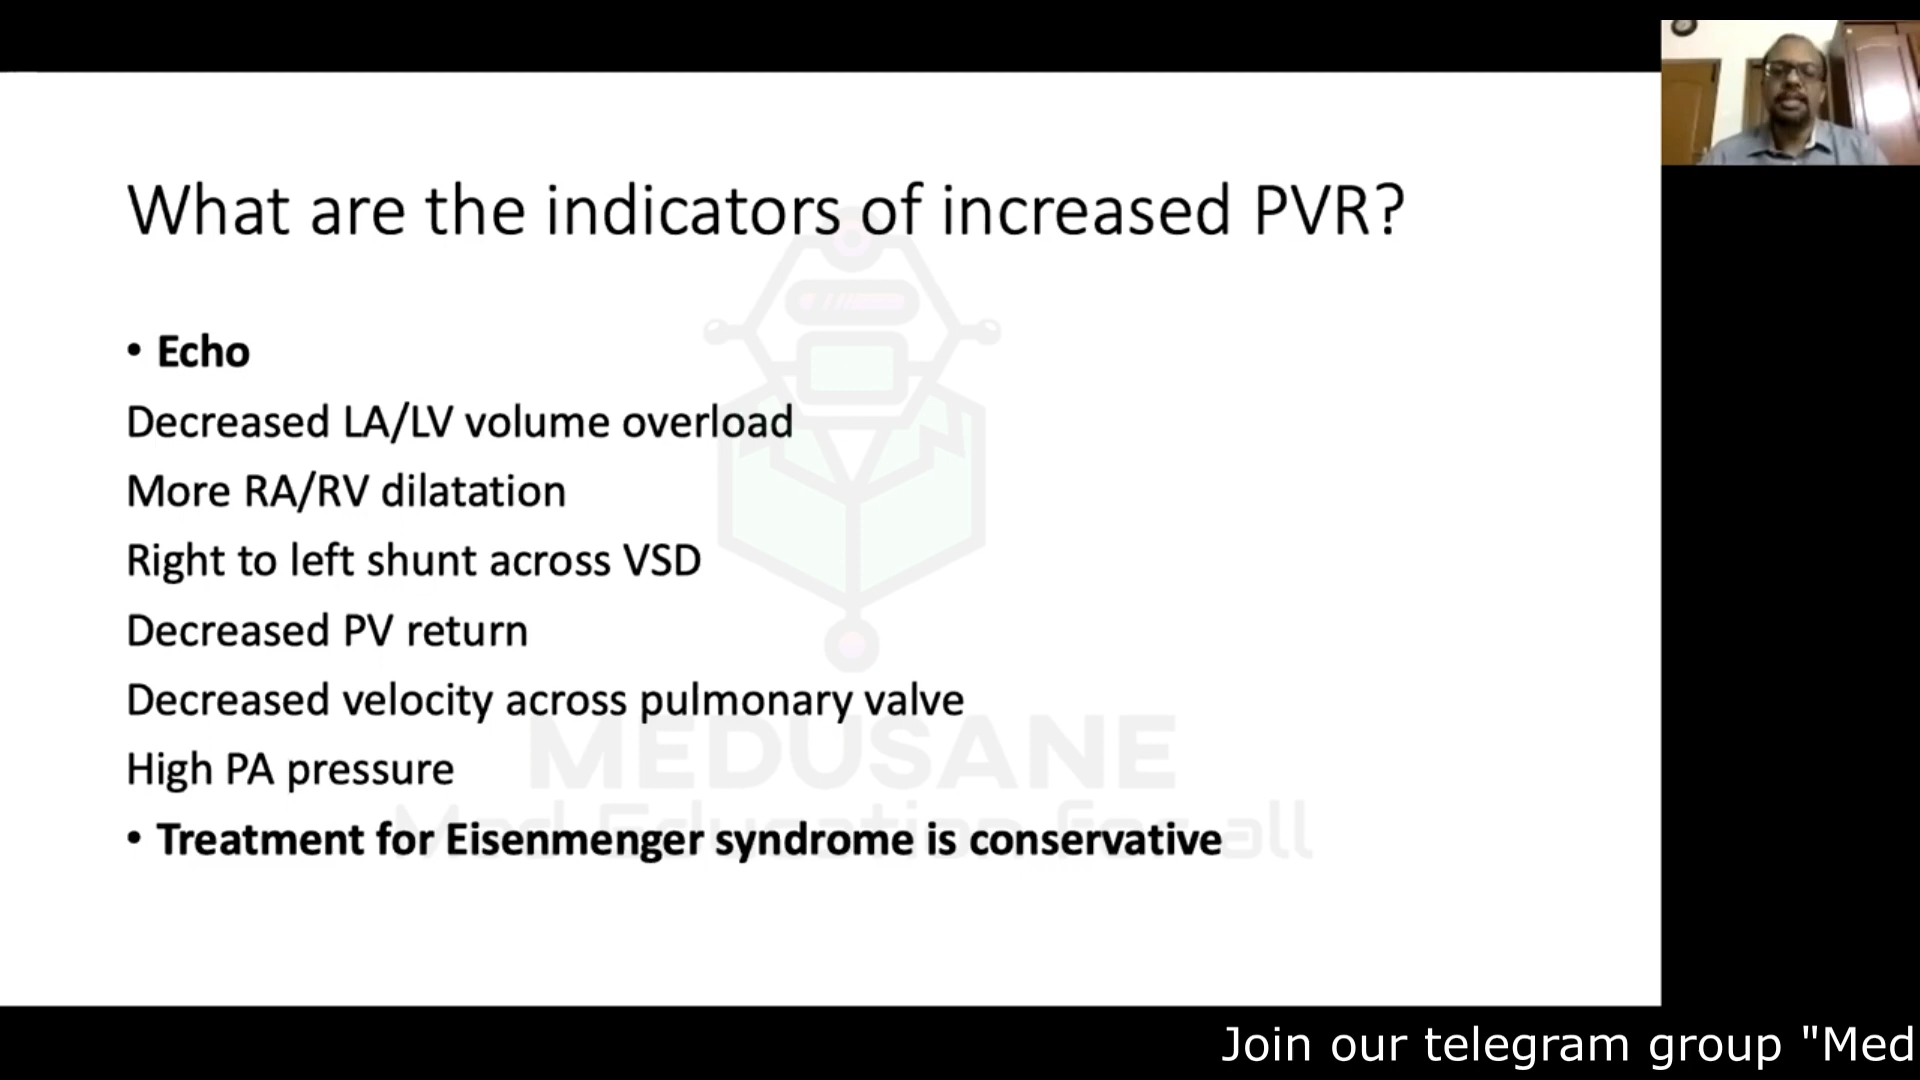 What are the indicators of increased PVR?
• Echo
Decreased LA/LV volume overload
More RA/RV dilatation
Right to left shunt across VSD
Decreased PV return
Decreased velocity across pulmonary valve
High PA pressure
• Treatment for Eisenmenger syndrome is conservative
MEDUSANE
Med Education for all
Join our telegram group "Med